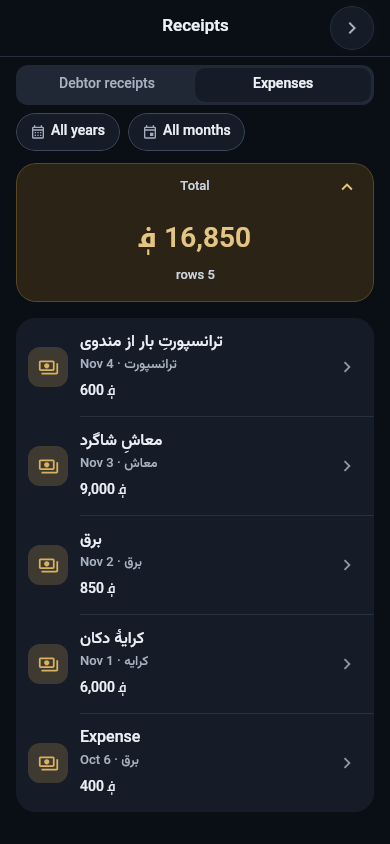 Receipts
Debtor receipts
Expenses
All years
All months
Total
؋ 16,850
rows 5
ترانسپورتِ بار از مندوی
Nov 4 · ترانسپورت
600 ؋
معاشِ شاگرد
Nov 3 · معاش
9,000 ؋
برق
Nov 2 · برق
850 ؋
کرایهٔ دکان
Nov 1 · کرایه
6,000 ؋
Expense
Oct 6 · برق
400 ؋